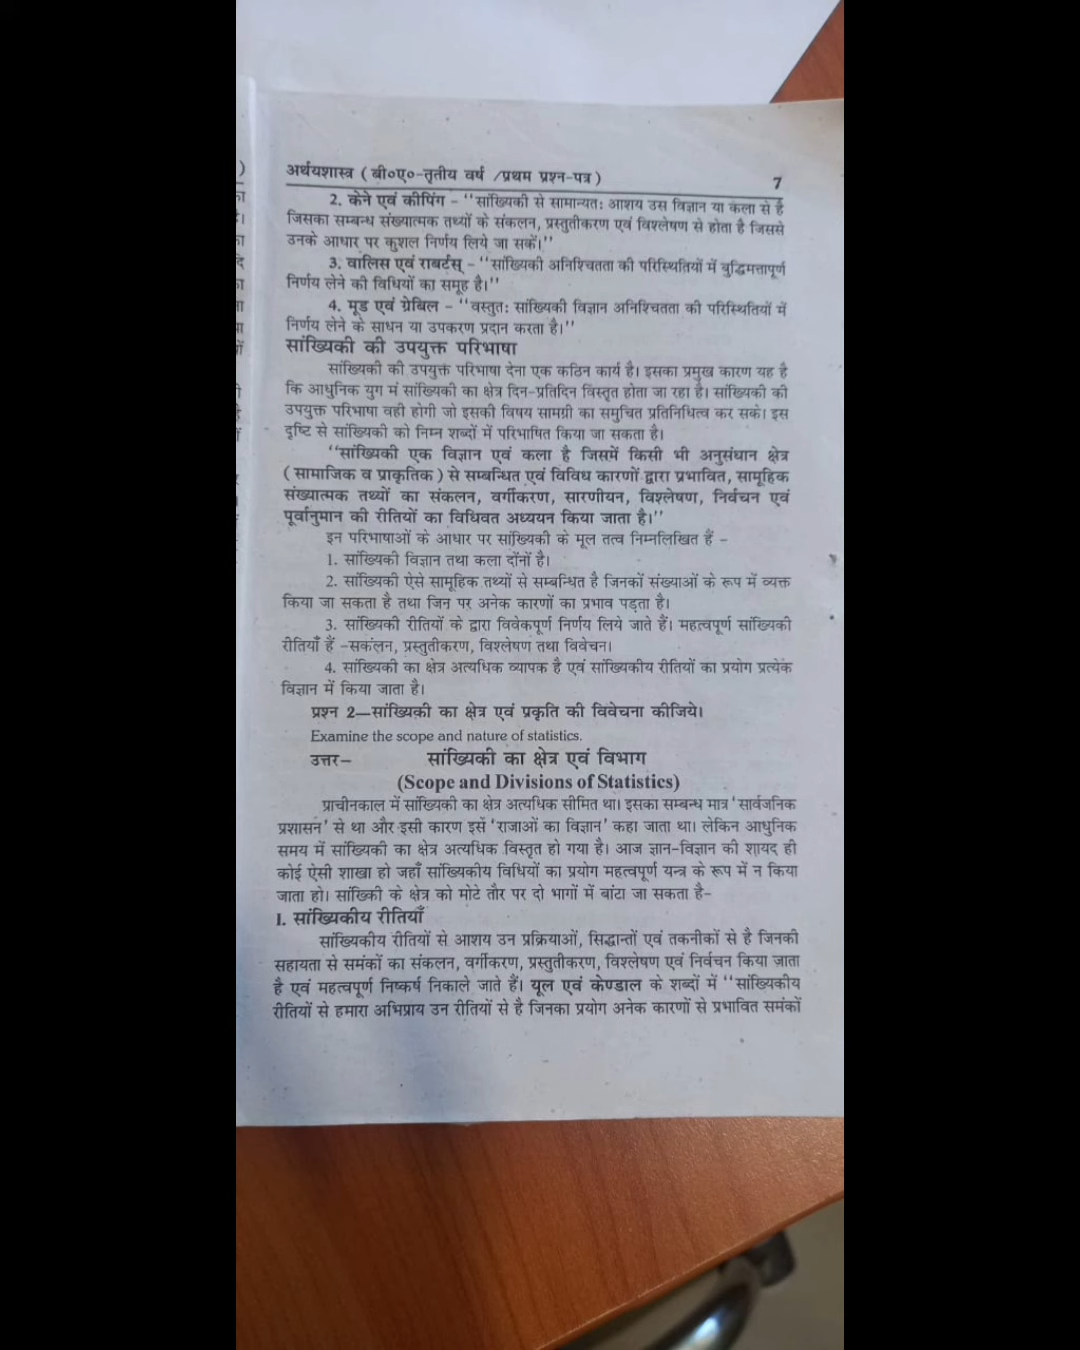 अर्थयशास्त्र ( बी०ए०-तृतीय वर्ष /प्रथम प्रश्न-पत्र )
7
2. केने एवं कीपिंग - ''सांख्यिकी से सामान्यतः आशय उस विज्ञान या कला से है
जिसका सम्बन्ध संख्यात्मक तथ्यों के संकलन, प्रस्तुतीकरण एवं विश्लेषण से होता है जिससे
उनके आधार पर कुशल निर्णय लिये जा सकें।''
3. वालिस एवं राबर्टस् - ''सांख्यिकी अनिश्चितता की परिस्थितियों में बुद्धिमत्तापूर्ण
निर्णय लेने की विधियों का समूह है।''
4. मूड एवं ग्रेबिल - ''वस्तुतः सांख्यिकी विज्ञान अनिश्चितता की परिस्थितियों में
निर्णय लेने के साधन या उपकरण प्रदान करता है।''
सांख्यिकी की उपयुक्त परिभाषा
सांख्यिकी की उपयुक्त परिभाषा देना एक कठिन कार्य है। इसका प्रमुख कारण यह है
कि आधुनिक युग मं सांख्यिकी का क्षेत्र दिन-प्रतिदिन विस्तृत होता जा रहा है। सांख्यिकी की
उपयुक्त परिभाषा वही होगी जो इसकी विषय सामग्री का समुचित प्रतिनिधित्व कर सके। इस
दृष्टि से सांख्यिकी को निम्न शब्दों में परिभाषित किया जा सकता है।
''सांख्यिकी एक विज्ञान एवं कला है जिसमें किसी भी अनुसंधान क्षेत्र
( सामाजिक व प्राकृतिक ) से सम्बन्धित एवं विविध कारणों द्वारा प्रभावित, सामूहिक
संख्यात्मक तथ्यों का संकलन, वर्गीकरण, सारणीयन, विश्लेषण, निर्वचन एवं
पूर्वानुमान की रीतियों का विधिवत अध्ययन किया जाता है।''
इन परिभाषाओं के आधार पर सांख्यिकी के मूल तत्व निम्नलिखित हैं -
1. सांख्यिकी विज्ञान तथा कला दोंनों है।
2. सांख्यिकी ऐसे सामूहिक तथ्यों से सम्बन्धित है जिनकों संख्याओं के रूप में व्यक्त
किया जा सकता है तथा जिन पर अनेक कारणों का प्रभाव पड़ता है।
3. सांख्यिकी रीतियों के द्वारा विवेकपूर्ण निर्णय लिये जाते हैं। महत्वपूर्ण सांख्यिकी
रीतियाँ हैं -सकंलन, प्रस्तुतीकरण, विश्लेषण तथा विवेचन।
4. सांख्यिकी का क्षेत्र अत्यधिक व्यापक है एवं सांख्यिकीय रीतियों का प्रयोग प्रत्येक
विज्ञान में किया जाता है।
प्रश्न 2—सांख्यिकी का क्षेत्र एवं प्रकृति की विवेचना कीजिये।
Examine the scope and nature of statistics.
उत्तर— सांख्यिकी का क्षेत्र एवं विभाग
(Scope and Divisions of Statistics)
प्राचीनकाल में सांख्यिकी का क्षेत्र अत्यधिक सीमित था। इसका सम्बन्ध मात्र 'सार्वजनिक
प्रशासन' से था और इसी कारण इसें 'राजाओं का विज्ञान' कहा जाता था। लेकिन आधुनिक
समय में सांख्यिकी का क्षेत्र अत्यधिक विस्तृत हो गया है। आज ज्ञान-विज्ञान की शायद ही
कोई ऐसी शाखा हो जहाँ सांख्यिकीय विधियों का प्रयोग महत्वपूर्ण यन्त्र के रूप में न किया
जाता हो। सांख्किी के क्षेत्र को मोटे तौर पर दो भागों में बांटा जा सकता है-
I. सांख्यिकीय रीतियाँ
सांख्यिकीय रीतियों से आशय उन प्रक्रियाओं, सिद्धान्तों एवं तकनीकों से है जिनकी
सहायता से समंकों का संकलन, वर्गीकरण, प्रस्तुतीकरण, विश्लेषण एवं निर्वचन किया जाता
है एवं महत्वपूर्ण निष्कर्ष निकाले जाते हैं। यूल एवं केण्डाल के शब्दों में ''सांख्यिकीय
रीतियों से हमारा अभिप्राय उन रीतियों से है जिनका प्रयोग अनेक कारणों से प्रभावित समंकों